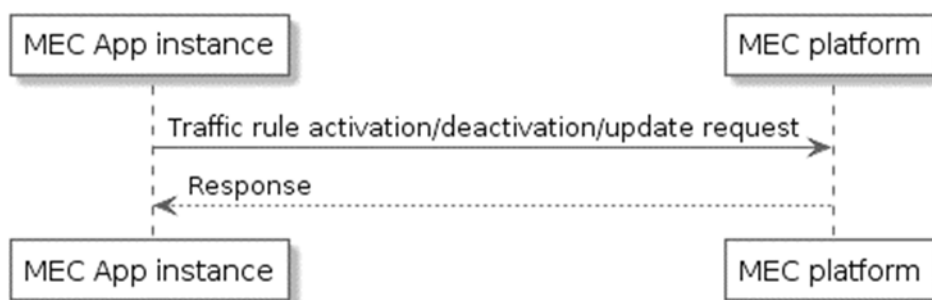 MEC App instance
MEC platform
Traffic rule activation/deactivation/update request
Response
MEC App instance
MEC platform